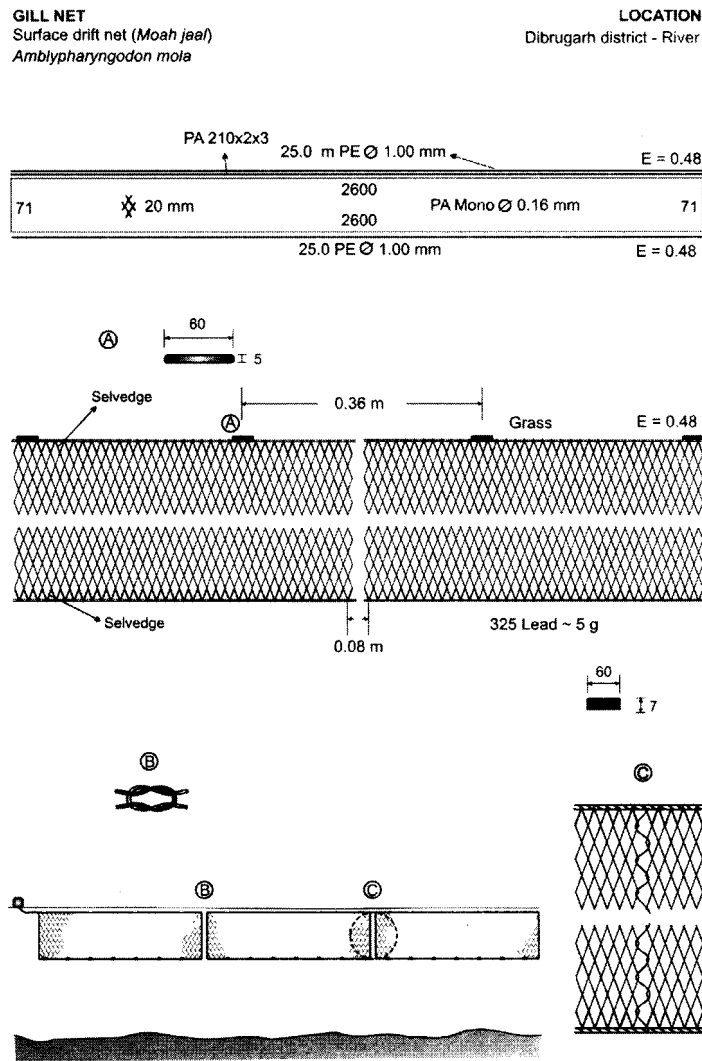 GILL NET
Surface drift net (Moah jaal)
Amblypharyngodon mola
LOCATION
Dibrugarh district - River
PA 210x2x3
25.0 m PE Ø 1.00 mm
E = 0.48
2600
71
20 mm
PA Mono Ø 0.16 mm
71
2600
25.0 PE Ø 1.00 mm
E = 0.48
60
A
5
Selvedge
0.36 m
A
Grass
E = 0.48
Selvedge
325 Lead ~ 5 g
0.08 m
60
7
B
C
B
C